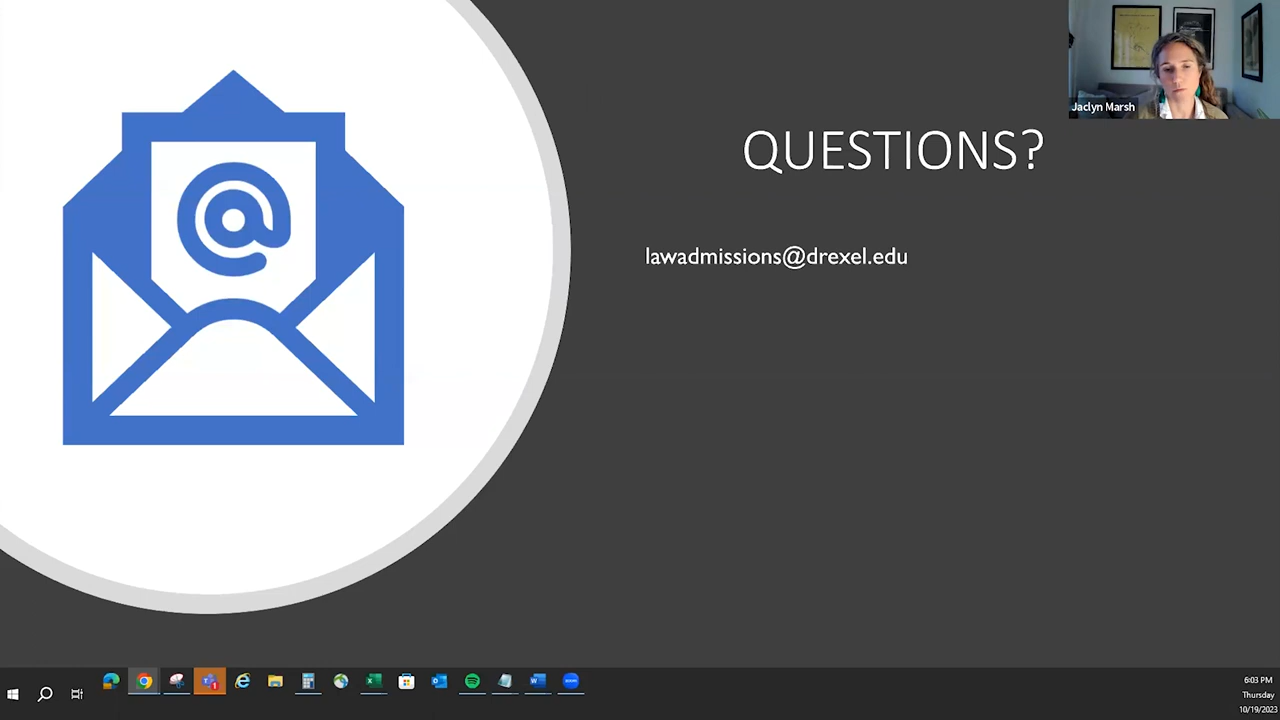 Jaclyn Marsh
QUESTIONS?
lawadmissions@drexel.edu
6:03 PM
Thursday
10/19/2023